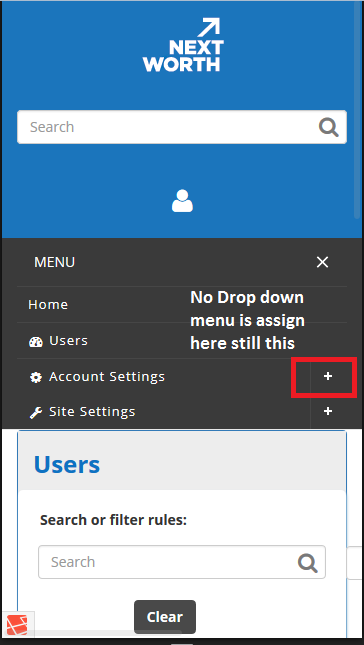 NEXT
WORTH
Search
MENU
Home
No Drop down
menu is assign
here still this
Users
Account Settings
Site Settings
Users
Search or filter rules:
Search
Clear